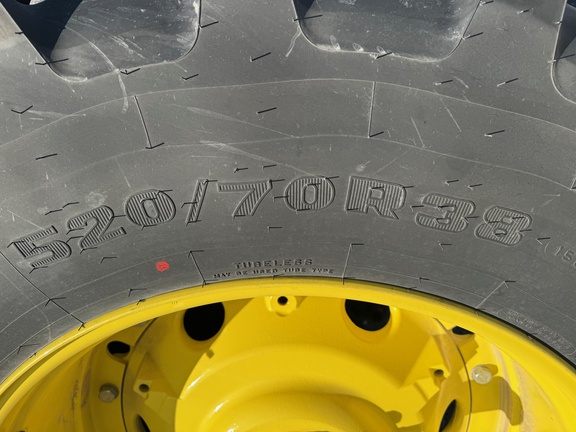 520/70R38
TUBELESS
MAY BE USED TUBE TYPE